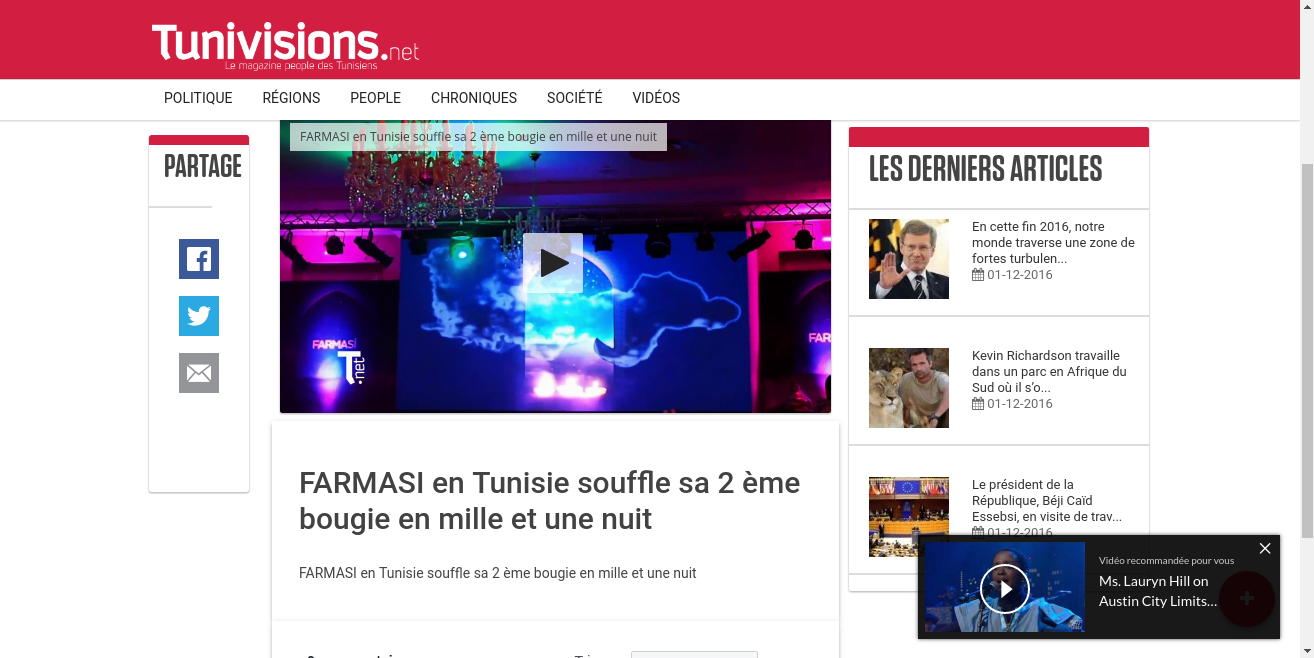 Tunivisions.net
Le magazine people des Tunisiens
POLITIQUE RÉGIONS PEOPLE CHRONIQUES SOCIÉTÉ VIDÉOS
PARTAGE
FARMASI en Tunisie souffle sa 2 ème bougie en mille et une nuit
FARMASI
FAR
T.net
FARMASI en Tunisie souffle sa 2 ème
bougie en mille et une nuit
FARMASI en Tunisie souffle sa 2 ème bougie en mille et une nuit
LES DERNIERS ARTICLES
En cette fin 2016, notre
monde traverse une zone de
fortes turbulen...
01-12-2016
Kevin Richardson travaille
dans un parc en Afrique du
Sud où il s'o...
01-12-2016
Le président de la
République, Béji Caïd
Essebsi, en visite de trav...
01-12-2016
Vidéo recommandée pour vous
Ms. Lauryn Hill on
Austin City Limits...